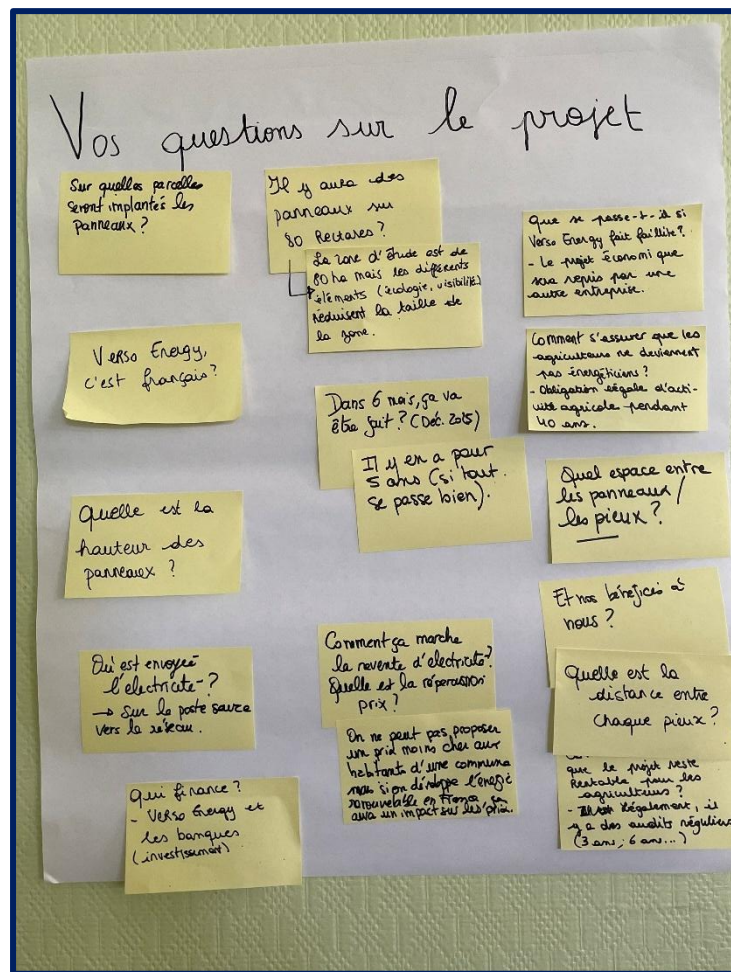 Vos questions sur le projet
Sur quelles parcelles
seront implantés les
panneaux ?
Verso Energy,
c'est français ?
Quelle est la
hauteur des
panneaux ?
Où est envoyée
l'électricité ?
→ Sur le poste source
vers le réseau.
Qui finance ?
- Verso Energy et
les banques
(investissement)
Il y aura des
panneaux sur
80 hectares ?
La zone d'étude est de
80 ha mais les différents
éléments (écologie, visibilité)
réduisent la taille de
la zone.
Dans 6 mois, ça va
être fait ? (Déc. 2025)
Il y en a pour
5 ans (si tout
se passe bien).
Comment ça marche
la revente d'électricité ?
Quelle est la répercussion
prix ?
On ne peut pas proposer
un prix moins cher aux
habitants d'une commune
mais si on développe l'énergie
renouvelable en France ça
aura un impact sur les prix.
Que se passe-t-il si
Verso Energy fait faillite ?
- Le projet économique
sera repris par une
autre entreprise.
Comment s'assurer que les
agriculteurs ne deviennent
pas énergéticiens ?
- Obligation légale d'acti-
vité agricole pendant
40 ans.
Quel espace entre
les panneaux /
les pieux ?
Et nos bénéfices à
nous ?
Quelle est la
distance entre
chaque pieux ?
que le projet reste
rentable pour les
agriculteurs ?
- légalement, il
y a des audits réguliers
(3 ans, 6 ans...)